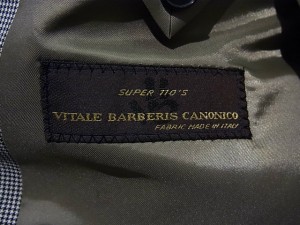 SUPER 110'S
VITALE BARBERIS CANONICO
FABRIC MADE IN ITALY